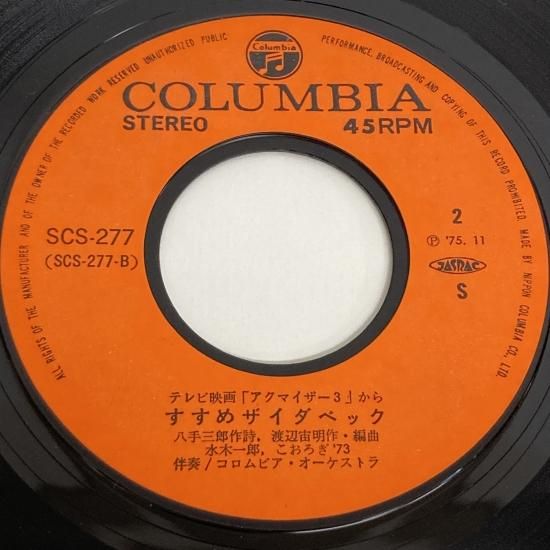 ALL RIGHTS OF THE MANUFACTURER AND OF THE OWNER OF THE RECORDED WORK RESERVED UNAUTHORIZED PUBLIC PERFORMANCE, BROADCASTING AND COPYING OF THIS RECORD PROHIBITED. MADE BY NIPPON COLUMBIA CO., LTD.
Columbia
COLUMBIA
STEREO 45RPM
SCS-277
(SCS-277-B)
2
Ⓟ '75. 11
JASRAC
S
テレビ映画「アクマイザー3」から
すすめザイダベック
八手三郎作詩, 渡辺宙明作・編曲
水木一郎, こおろぎ'73
伴奏/コロムビア・オーケストラ